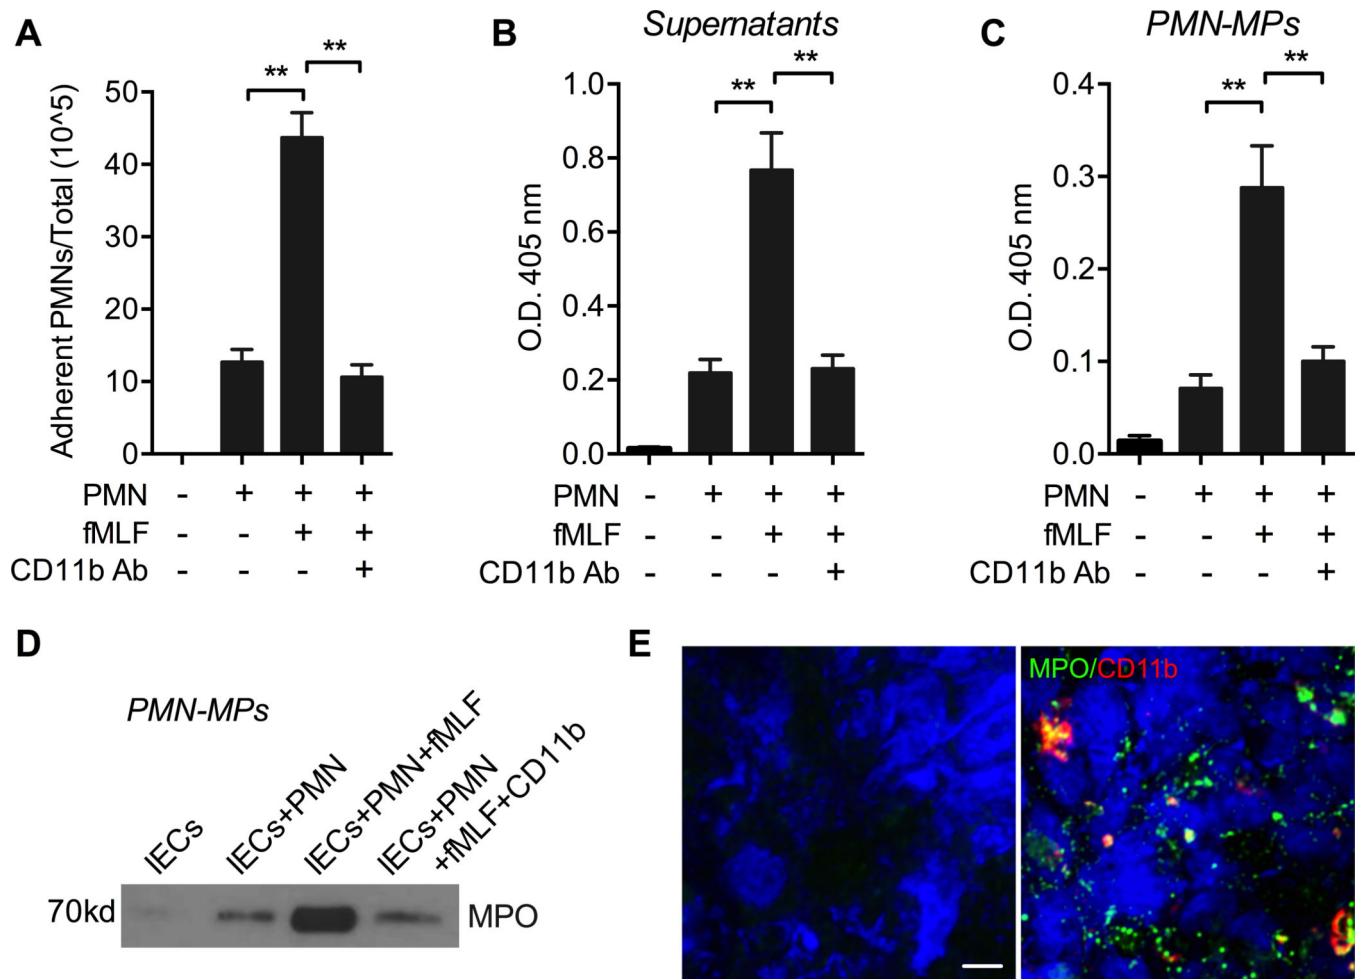 A
Adherent PMNs/Total (10^5)
50
40
30
20
10
0
** **
PMN - + + +
fMLF - - + +
CD11b Ab - - - +
B
Supernatants
O.D. 405 nm
1.0
0.8
0.6
0.4
0.2
0.0
** **
PMN - + + +
fMLF - - + +
CD11b Ab - - - +
C
PMN-MPs
O.D. 405 nm
0.4
0.3
0.2
0.1
0.0
** **
PMN - + + +
fMLF - - + +
CD11b Ab - - - +
D
PMN-MPs
IECs
IECs+PMN
IECs+PMN+fMLF
IECs+PMN
+fMLF+CD11b
70kd
MPO
E
MPO/CD11b